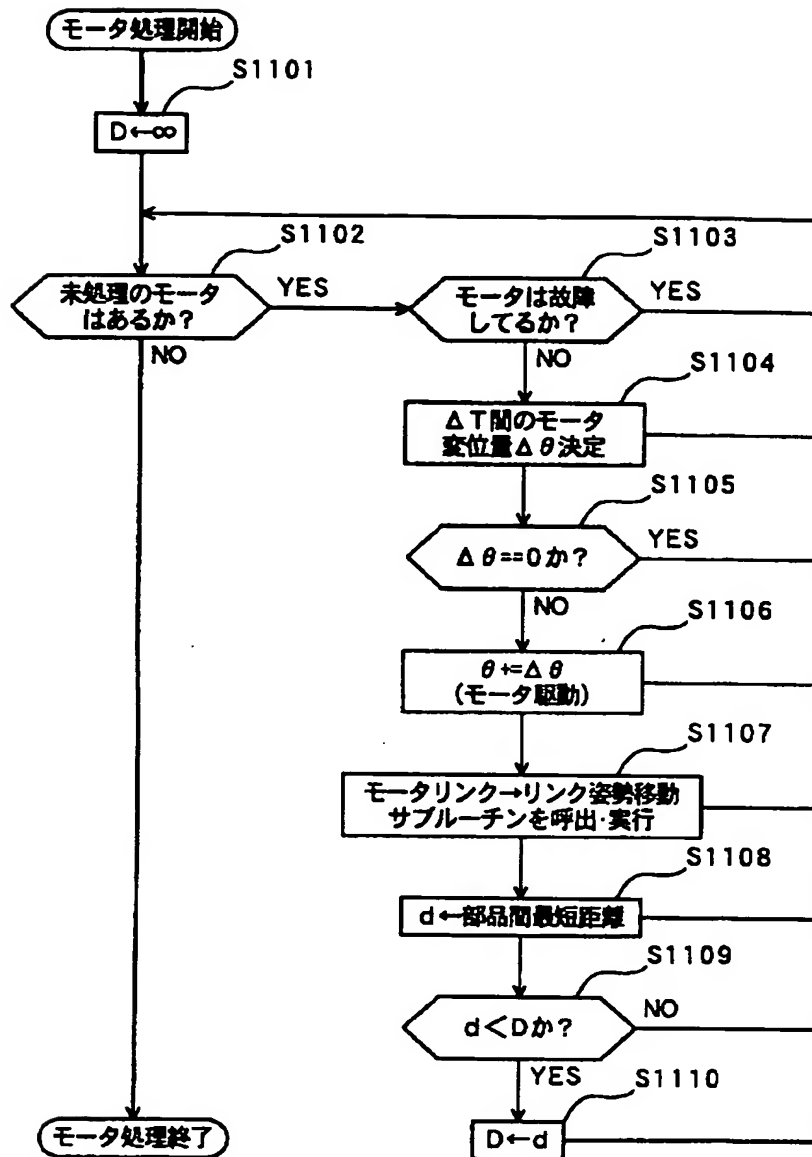 モータ処理開始
S1101
D←∞
S1102
未処理のモータ
はあるか?
YES
NO
S1103
モータは故障
してるか?
YES
NO
S1104
ΔT間のモータ
変位量Δθ決定
S1105
Δθ==0か?
YES
NO
S1106
θ+=Δθ
(モータ駆動)
S1107
モータリンク→リンク姿勢移動
サブルーチンを呼出・実行
S1108
d←部品間最短距離
S1109
d<Dか?
NO
YES
S1110
D←d
モータ処理終了